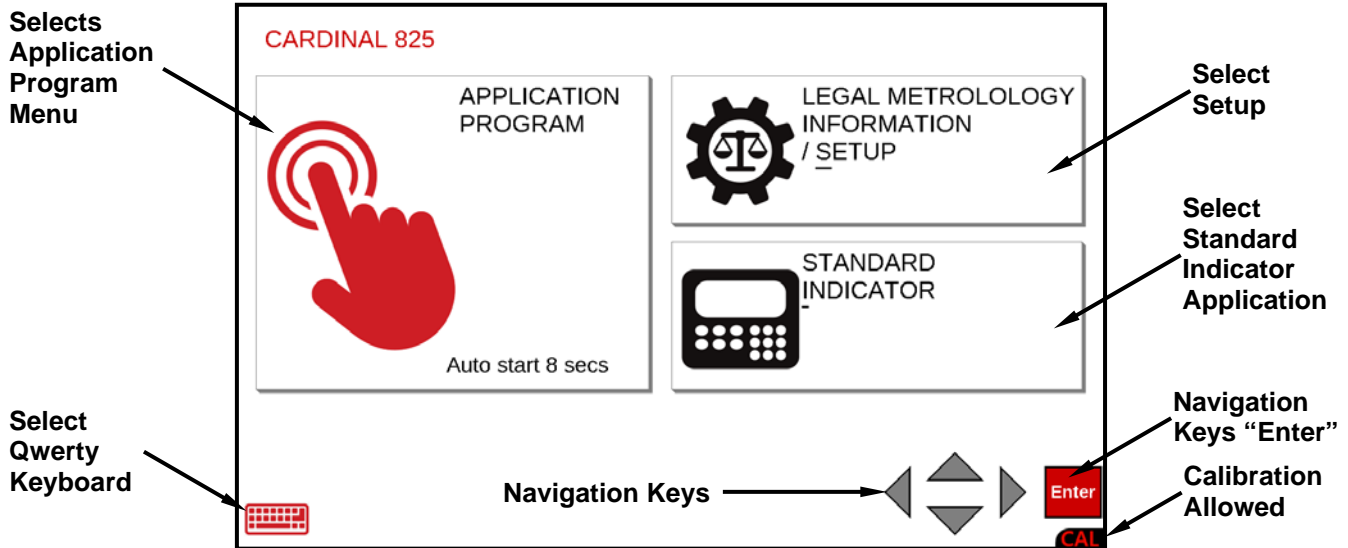 Selects
Application
Program
Menu
CARDINAL 825
APPLICATION
PROGRAM
Auto start 8 secs
LEGAL METROLOLOGY
INFORMATION
/ SETUP
STANDARD
INDICATOR
Select
Setup
Select
Standard
Indicator
Application
Select
Qwerty
Keyboard
Navigation Keys
Enter
CAL
Navigation
Keys “Enter”
Calibration
Allowed